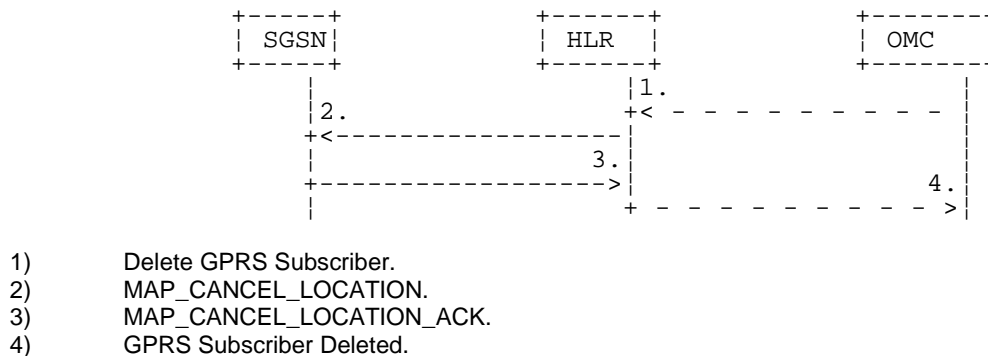 SGSN HLR OMC
1.
2.
3.
4.
1) Delete GPRS Subscriber.
2) MAP_CANCEL_LOCATION.
3) MAP_CANCEL_LOCATION_ACK.
4) GPRS Subscriber Deleted.